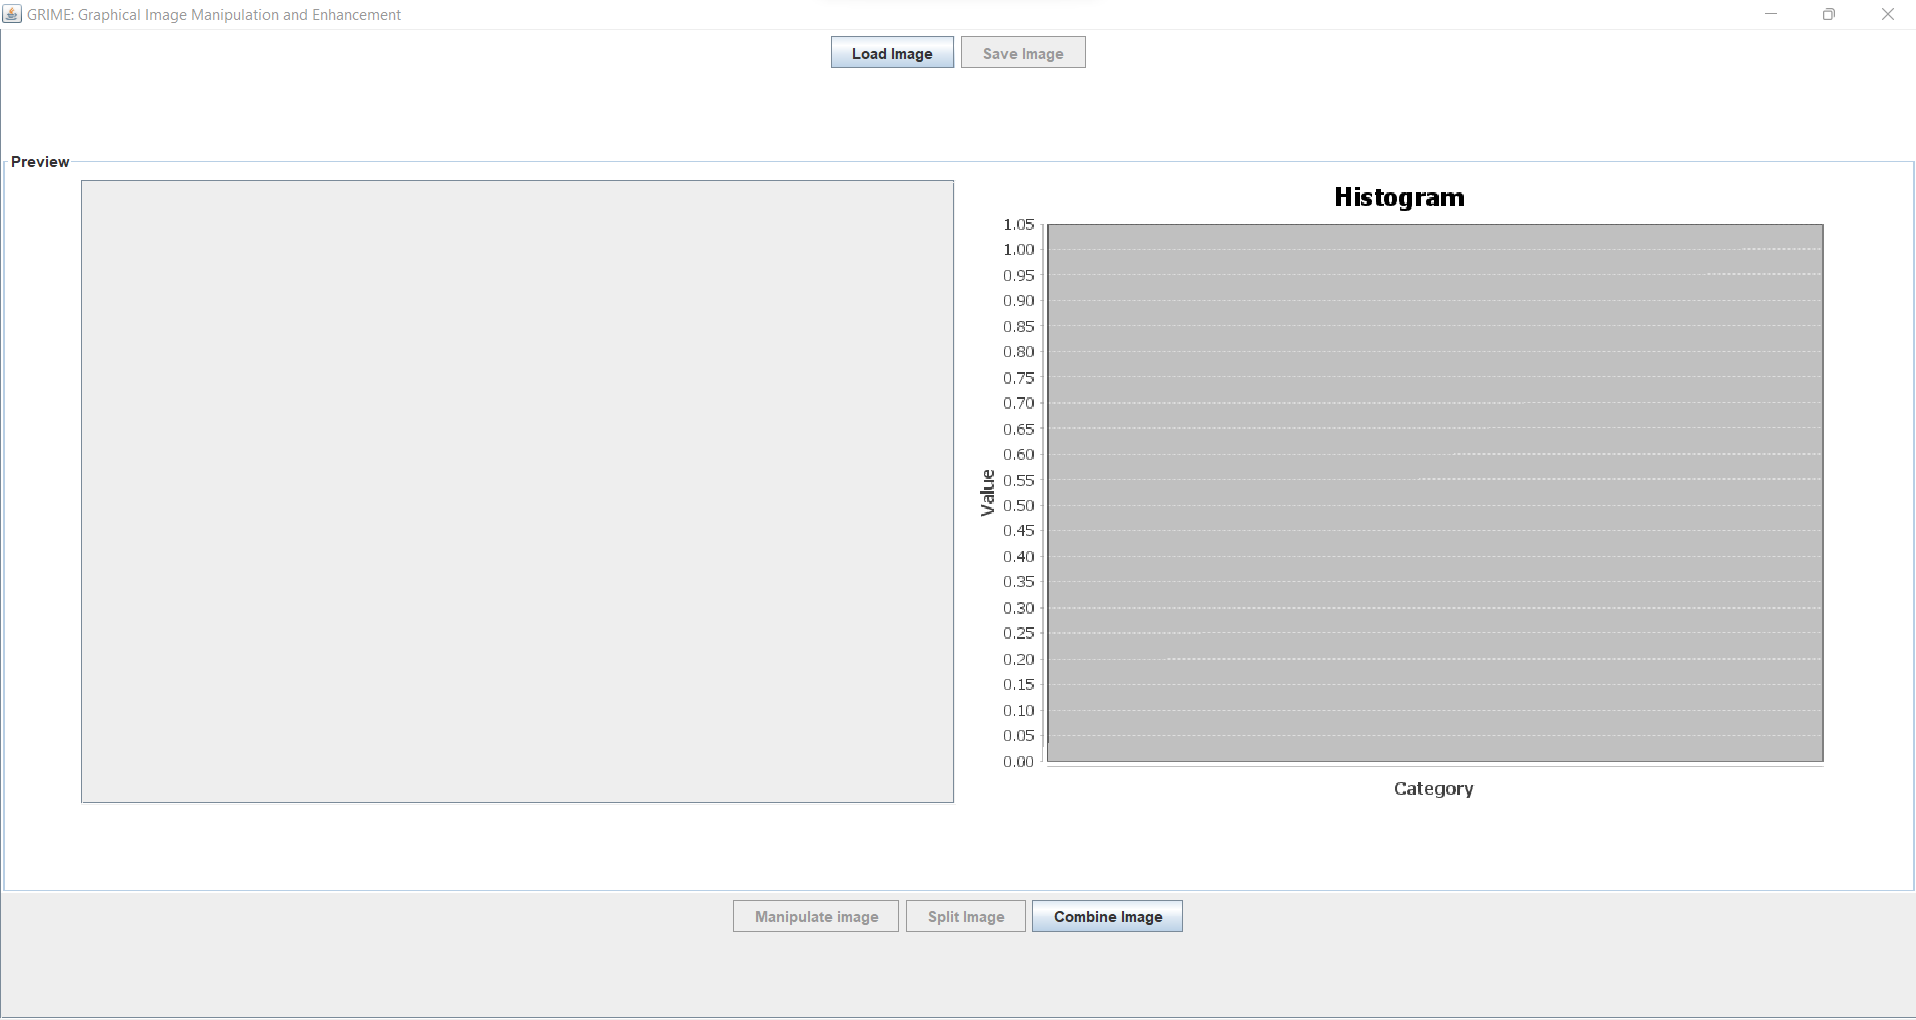 GRIME: Graphical Image Manipulation and Enhancement
Load Image
Save Image
Preview
Histogram
1.05
1.00
0.95
0.90
0.85
0.80
0.75
0.70
0.65
0.60
0.55
0.50
0.45
0.40
0.35
0.30
0.25
0.20
0.15
0.10
0.05
0.00
Value
Category
Manipulate image
Split Image
Combine Image